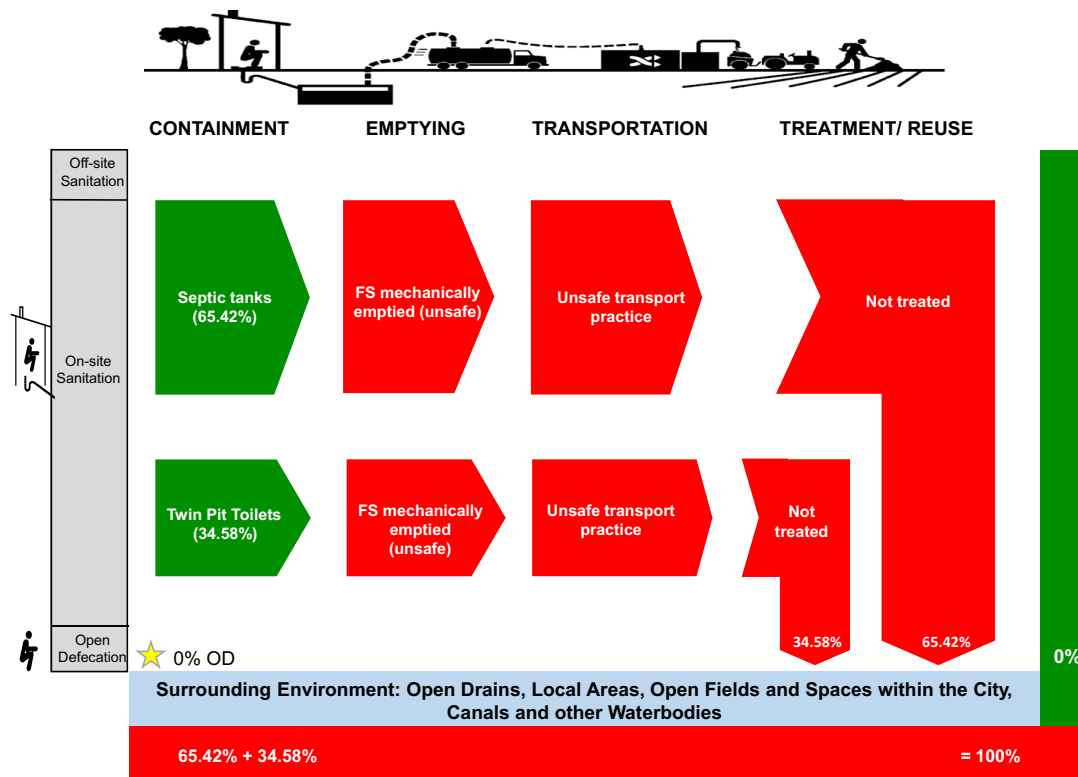 CONTAINMENT
EMPTYING
TRANSPORTATION
TREATMENT/ REUSE
Off-site
Sanitation
Septic tanks
(65.42%)
FS mechanically
emptied (unsafe)
Unsafe transport
practice
Not treated
On-site
Sanitation
Twin Pit Toilets
(34.58%)
FS mechanically
emptied
(unsafe)
Unsafe transport
practice
Not
treated
Open
Defecation
0% OD
34.58%
65.42%
0%
Surrounding Environment: Open Drains, Local Areas, Open Fields and Spaces within the City,
Canals and other Waterbodies
65.42% + 34.58%
= 100%